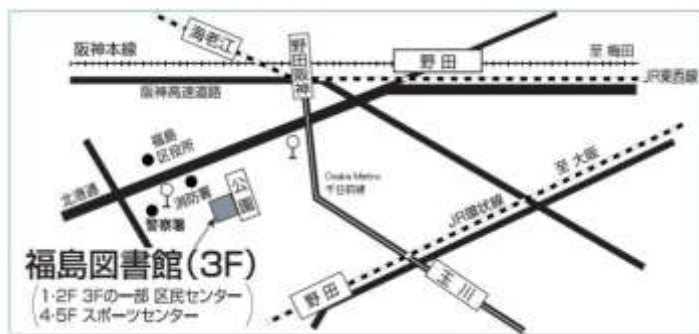 海老江
阪神本線
野田阪神
野田
至 梅田
JR東西線
阪神高速道路
福島
区役所
Osaka Metro
千日前線
至 大阪
北港通
消防署
公園
警察署
JR環状線
福島図書館(3F)
(1・2F 3Fの一部 区民センター
4・5F スポーツセンター)
野田
玉川